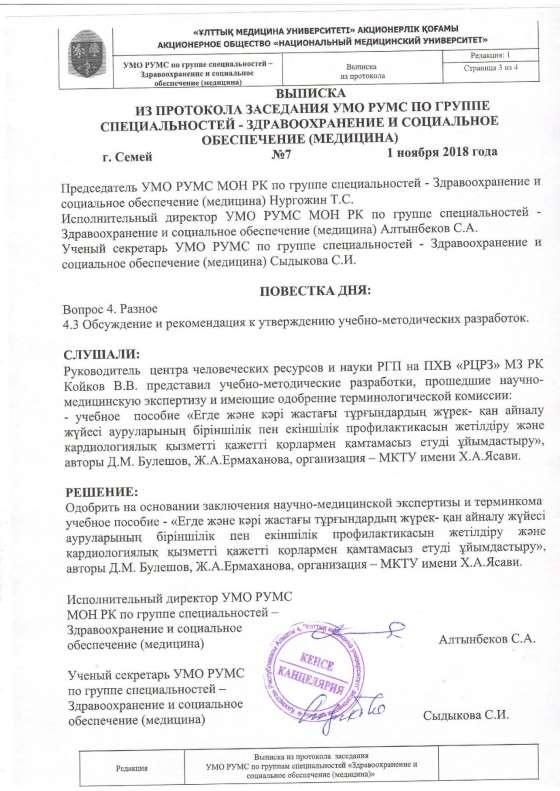 «ҰЛТТЫҚ МЕДИЦИНА УНИВЕРСИТЕТІ» АКЦИОНЕРЛІК ҚОҒАМЫ
АКЦИОНЕРНОЕ ОБЩЕСТВО «НАЦИОНАЛЬНЫЙ МЕДИЦИНСКИЙ УНИВЕРСИТЕТ»
УМО РУМС по группе специальностей –
Здравоохранение и социальное
обеспечение (медицина)
Выписка
из протокола
Редакция: 1
Страница 3 из 4
ВЫПИСКА
ИЗ ПРОТОКОЛА ЗАСЕДАНИЯ УМО РУМС ПО ГРУППЕ
СПЕЦИАЛЬНОСТЕЙ - ЗДРАВООХРАНЕНИЕ И СОЦИАЛЬНОЕ
ОБЕСПЕЧЕНИЕ (МЕДИЦИНА)
г. Семей №7 1 ноября 2018 года
Председатель УМО РУМС МОН РК по группе специальностей - Здравоохранение и
социальное обеспечение (медицина) Нургожин Т.С.
Исполнительный директор УМО РУМС МОН РК по группе специальностей -
Здравоохранение и социальное обеспечение (медицина) Алтынбеков С.А.
Ученый секретарь УМО РУМС по группе специальностей - Здравоохранение и
социальное обеспечение (медицина) Сыдыкова С.И.
ПОВЕСТКА ДНЯ:
Вопрос 4. Разное
4.3 Обсуждение и рекомендация к утверждению учебно-методических разработок.
СЛУШАЛИ:
Руководитель центра человеческих ресурсов и науки РГП на ПХВ «РЦРЗ» МЗ РК
Койков В.В. представил учебно-методические разработки, прошедшие научно-
медицинскую экспертизу и имеющие одобрение терминологической комиссии:
- учебное пособие «Егде және кәрі жастағы тұрғындардың жүрек- қан айналу
жүйесі ауруларының біріншілік пен екіншілік профилактикасын жетілдіру және
кардиологиялық қызметті қажетті қорлармен қамтамасыз етуді ұйымдастыру»,
авторы Д.М. Булешов, Ж.А.Ермаханова, организация – МКТУ имени Х.А.Ясави.
РЕШЕНИЕ:
Одобрить на основании заключения научно-медицинской экспертизы и терминкома
учебное пособие - «Егде және кәрі жастағы тұрғындардың жүрек- қан айналу жүйесі
ауруларының біріншілік пен екіншілік профилактикасын жетілдіру және
кардиологиялық қызметті қажетті қорлармен қамтамасыз етуді ұйымдастыру»,
авторы Д.М. Булешов, Ж.А.Ермаханова, организация – МКТУ имени Х.А.Ясави.
Исполнительный директор УМО РУМС
МОН РК по группе специальностей –
Здравоохранение и социальное
обеспечение (медицина) Алтынбеков С.А.
КЕҢСЕ
КАНЦЕЛЯРИЯ
Ученый секретарь УМО РУМС
по группе специальностей –
Здравоохранение и социальное
обеспечение (медицина) Сыдыкова С.И.
Редакция
Выписка из протокола заседания
УМО РУМС по группам специальностей «Здравоохранение и
социальное обеспечение (медицина)»